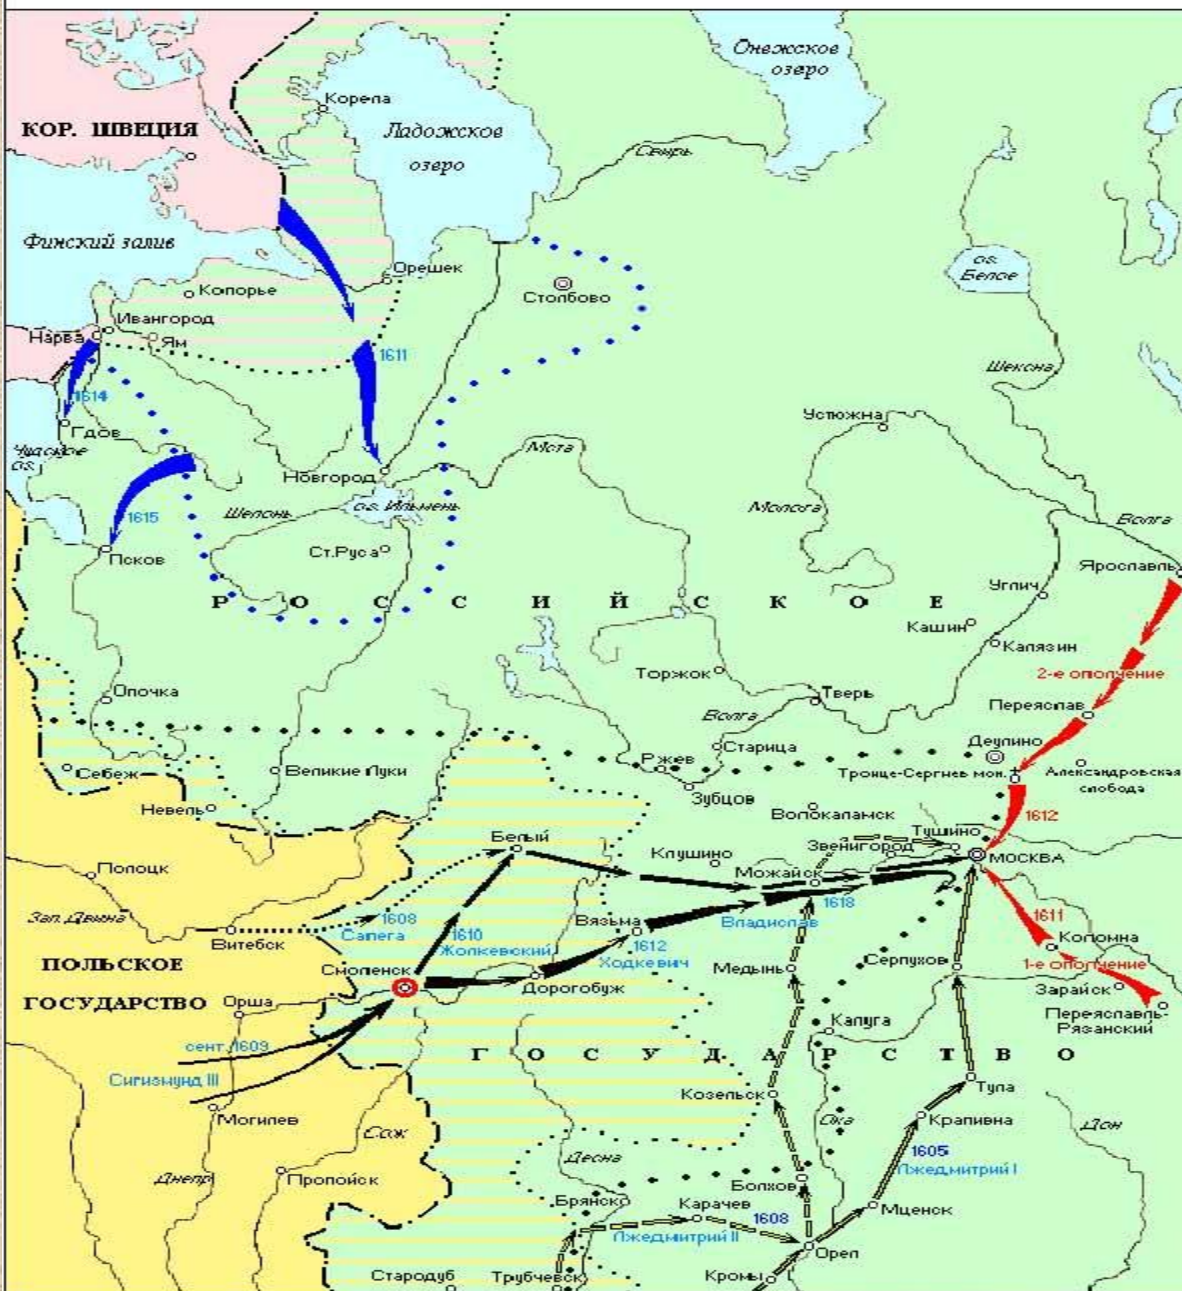 Онежское
озеро
Корела
КОР. ШВЕЦИЯ
Ладожское
озеро
Свирь
Финский залив
Орешек
оз.
Белое
Копорье
Столбово
Ивангород
Нарва
Ям
1611
Шексна
1614
Гдов
Устюжна
Чудское
оз.
Мста
Новгород
оз. Ильмень
Молога
Шелонь
1615
Волга
Псков
Ст.Руса
Ярославль
Углич
РОССИЙСКОЕ
Кашин
Калязин
2-е ополчение
Торжок
Опочка
Тверь
Переяслав
Волга
Старица
Деулино
Ржев
Себеж
Великие Луки
Троице-Сергиев мон.
Александровская
слобода
Зубцов
Невель
Волокаламск
1612
Тушино
Белый
Звенигород
Клушино
МОСКВА
Полоцк
Можайск
1618
Зап. Двина
1608
Сапега
Вязьма
Владислав
1611
Витебск
1610
Жолкевский
1612
Ходкевич
Коломна
ПОЛЬСКОЕ
Смоленск
Медынь
Серпухов
1-е ополчение
Дорогобуж
Зарайск
ГОСУДАРСТВО
Орша
Переяславль-
Рязанский
Калуга
сент. 1609
ГОСУДАРСТВО
Сигизмунд III
Тула
Козельск
Могилев
Крапивна
Сож
Ока
Дон
Десна
1605
Лжедмитрий I
Днепр
Пропойск
Болхов
Брянск
Карачев
Мценск
1608
Лжедмитрий II
Орел
Стародуб
Трубчевск
Кромы